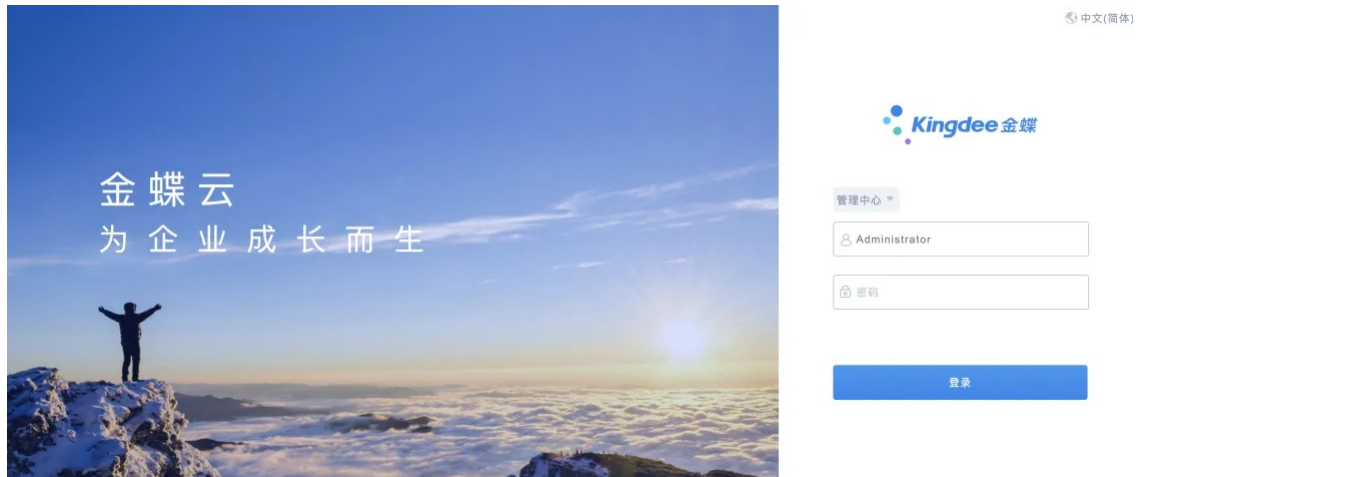 金蝶云
为企业成长而生
中文(简体)
Kingdee金蝶
管理中心
Administrator
密码
登录